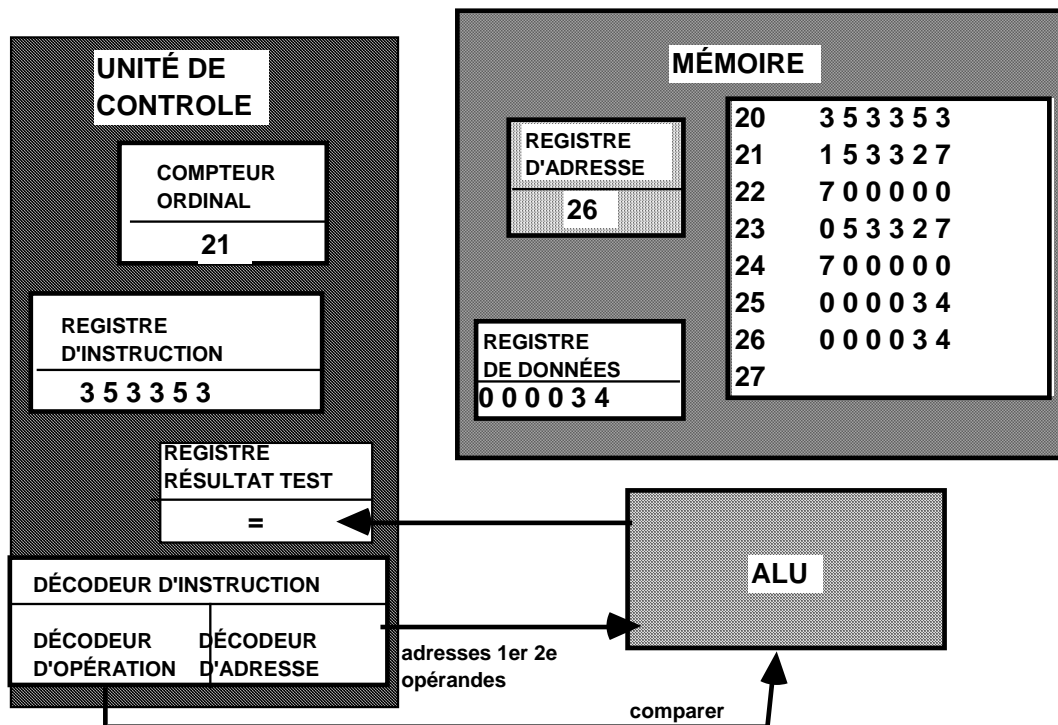 UNITÉ DE
CONTROLE
COMPTEUR
ORDINAL
21
REGISTRE
D'INSTRUCTION
3 5 3 3 5 3
REGISTRE
RÉSULTAT TEST
=
DÉCODEUR D'INSTRUCTION
DÉCODEUR
D'OPÉRATION
DÉCODEUR
D'ADRESSE
MÉMOIRE
REGISTRE
D'ADRESSE
26
REGISTRE
DE DONNÉES
0 0 0 0 3 4
20 3 5 3 3 5 3
21 1 5 3 3 2 7
22 7 0 0 0 0 0
23 0 5 3 3 2 7
24 7 0 0 0 0 0
25 0 0 0 0 3 4
26 0 0 0 0 3 4
27
ALU
adresses 1er 2e
opérandes
comparer